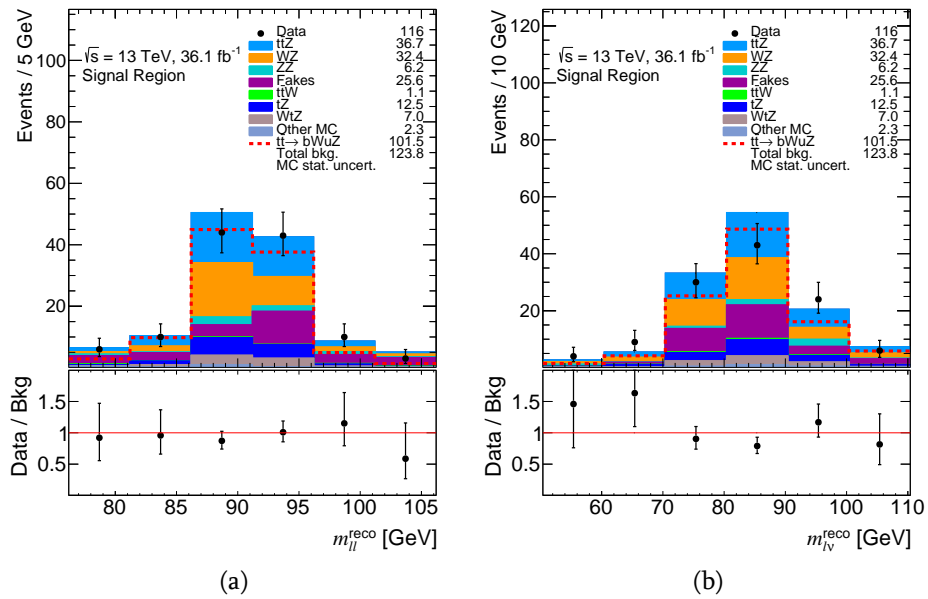 Events / 5 GeV
100
80
60
40
20
√s = 13 TeV, 36.1 fb⁻¹
Signal Region
Data 116
ttZ 36.7
WZ 32.4
ZZ 6.2
Fakes 25.6
ttW 1.1
tZ 12.5
WtZ 7.0
Other MC 2.3
tt→ bWuZ 101.5
Total bkg. 123.8
MC stat. uncert.
Data / Bkg
1.5
1
0.5
80 85 90 95 100 105
m_ll^reco [GeV]
(a)
Events / 10 GeV
120
100
80
60
40
20
0
√s = 13 TeV, 36.1 fb⁻¹
Signal Region
Data 116
ttZ 36.7
WZ 32.4
ZZ 6.2
Fakes 25.6
ttW 1.1
tZ 12.5
WtZ 7.0
Other MC 2.3
tt→ bWuZ 101.5
Total bkg. 123.8
MC stat. uncert.
Data / Bkg
1.5
1
0.5
50 60 70 80 90 100 110
m_lν^reco [GeV]
(b)